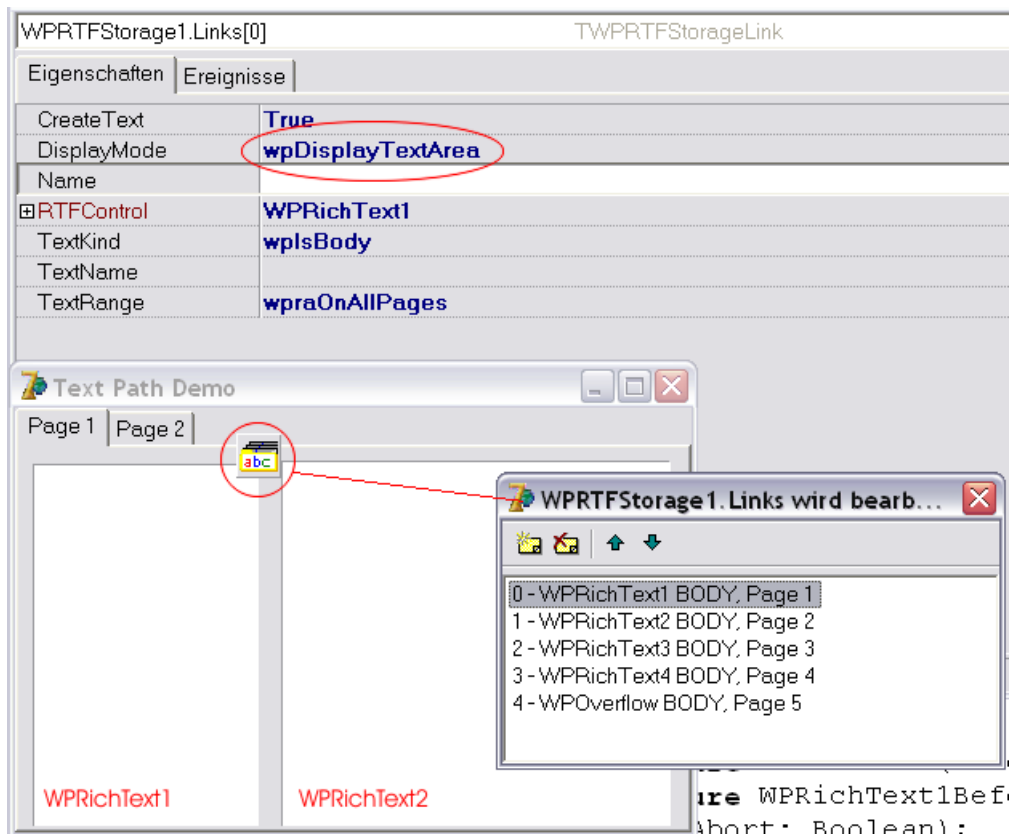 WPRTFStorage1.Links[0] TWPRTFStorageLink
Eigenschaften Ereignisse
CreateText True
DisplayMode wpDisplayTextArea
Name
RTFControl WPRichText1
TextKind wpIsBody
TextName
TextRange wpraOnAllPages
Text Path Demo
Page 1 Page 2
abc
WPRTFStorage1.Links wird bearb...
0 - WPRichText1 BODY, Page 1
1 - WPRichText2 BODY, Page 2
2 - WPRichText3 BODY, Page 3
3 - WPRichText4 BODY, Page 4
4 - WPOverflow BODY, Page 5
WPRichText1 WPRichText2
ure WPRichText1Bef
Abort: Boolean);